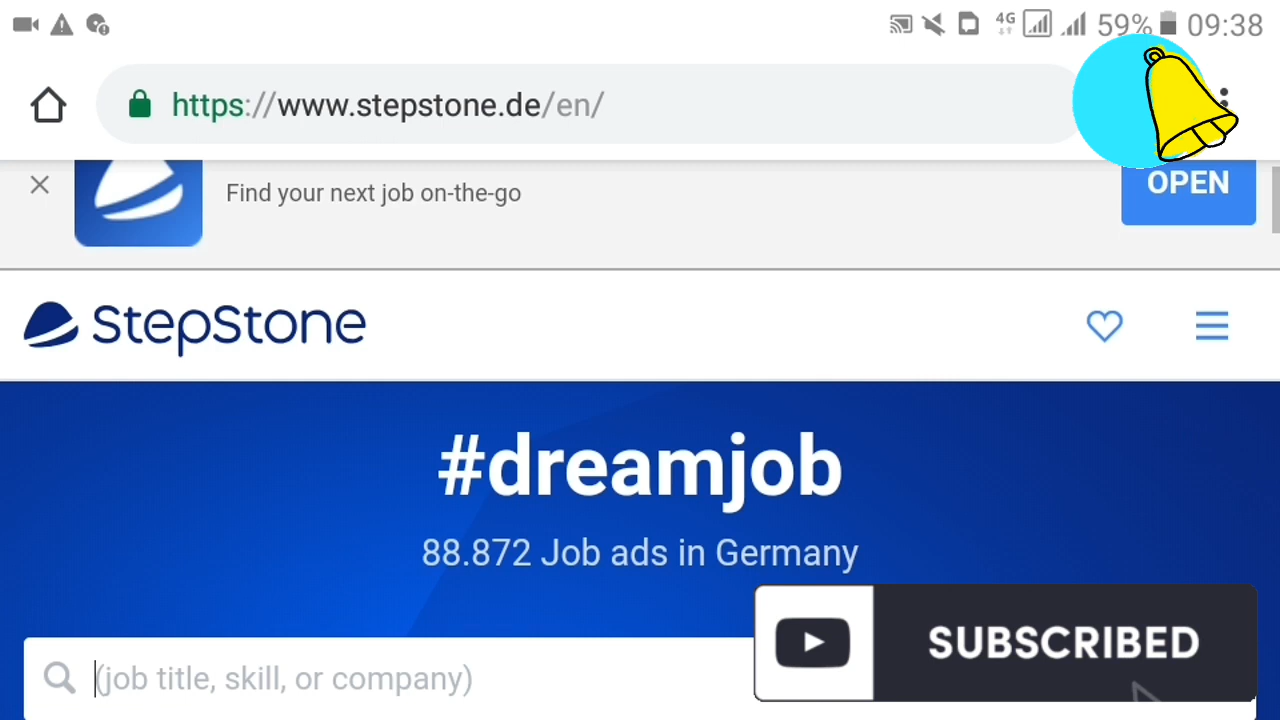 4G 59% 09:38
https://www.stepstone.de/en/
Find your next job on-the-go
OPEN
StepStone
#dreamjob
88.872 Job ads in Germany
(job title, skill, or company)
SUBSCRIBED